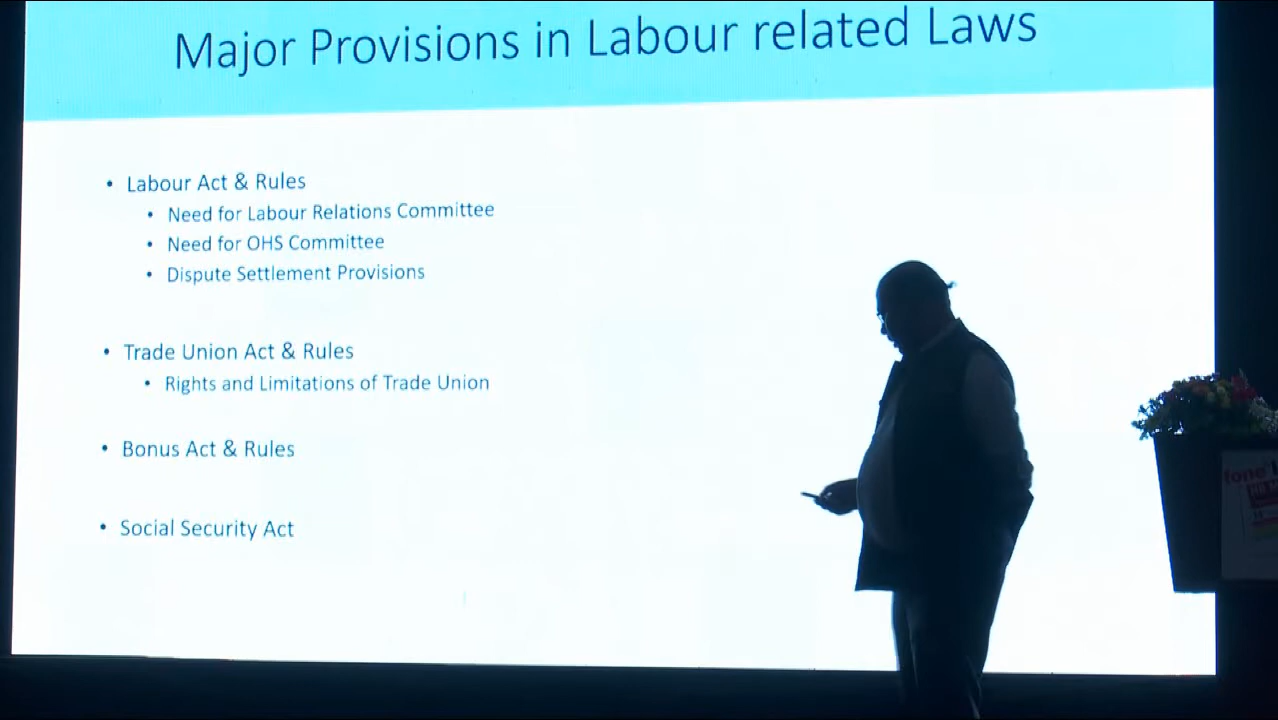 Major Provisions in Labour related Laws
• Labour Act & Rules
• Need for Labour Relations Committee
• Need for OHS Committee
• Dispute Settlement Provisions
• Trade Union Act & Rules
• Rights and Limitations of Trade Union
• Bonus Act & Rules
• Social Security Act